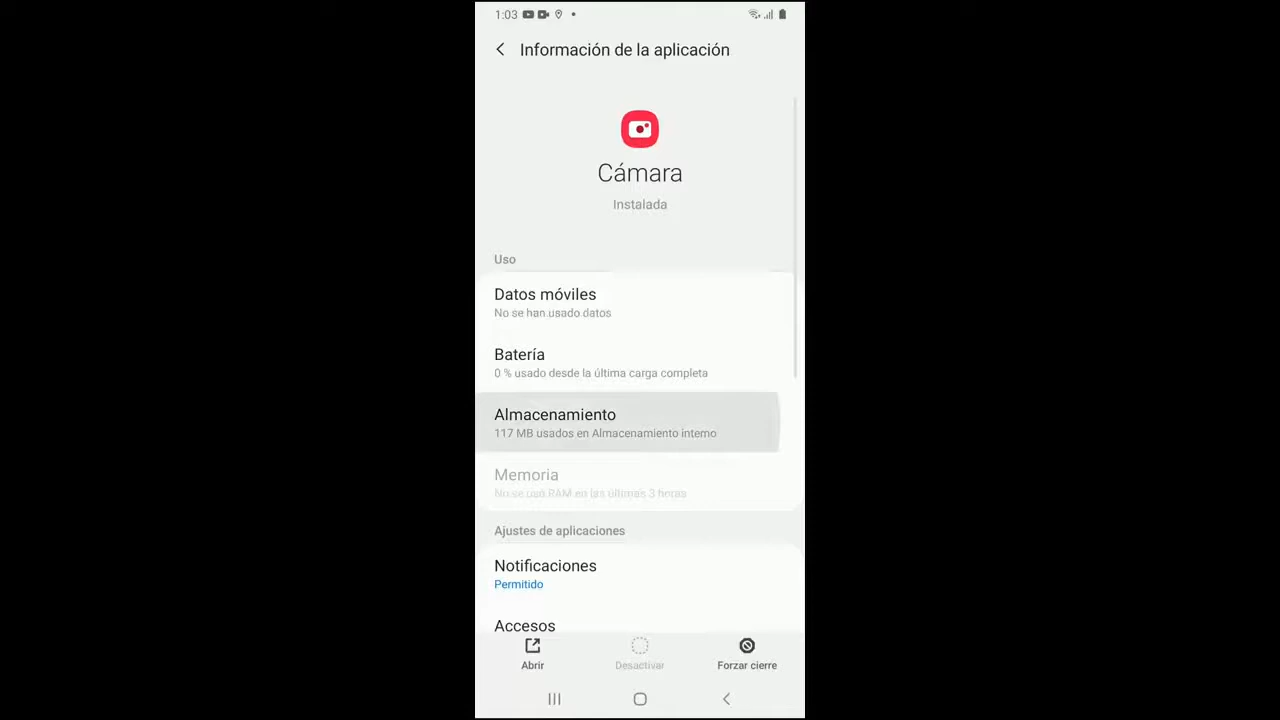 1:03
Información de la aplicación
Cámara
Instalada
Uso
Datos móviles
No se han usado datos
Batería
0 % usado desde la última carga completa
Almacenamiento
117 MB usados en Almacenamiento interno
Memoria
No se usó RAM en las últimas 3 horas
Ajustes de aplicaciones
Notificaciones
Permitido
Accesos
Abrir
Desactivar
Forzar cierre